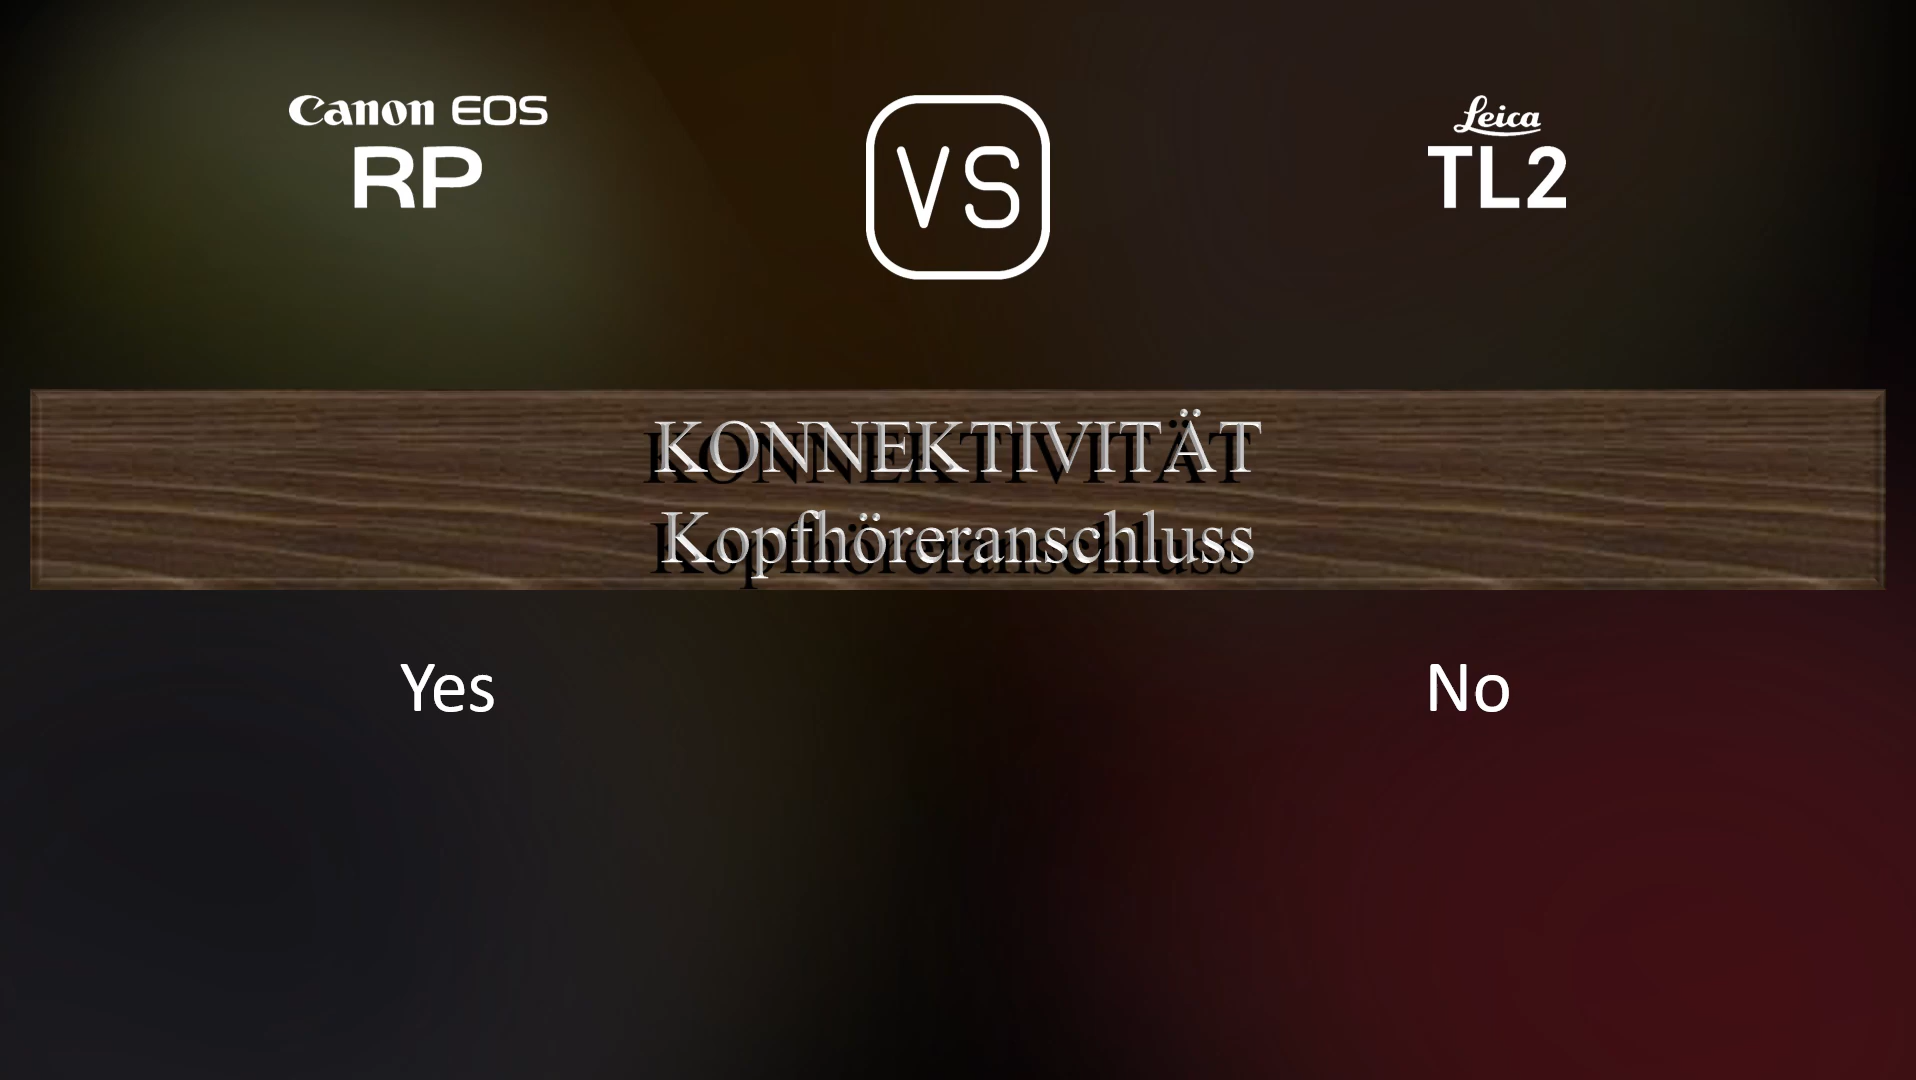 Canon EOS
RP
VS
Leica
TL2
KONNEKTIVITÄT
Kopfhöreranschluss
Yes
No